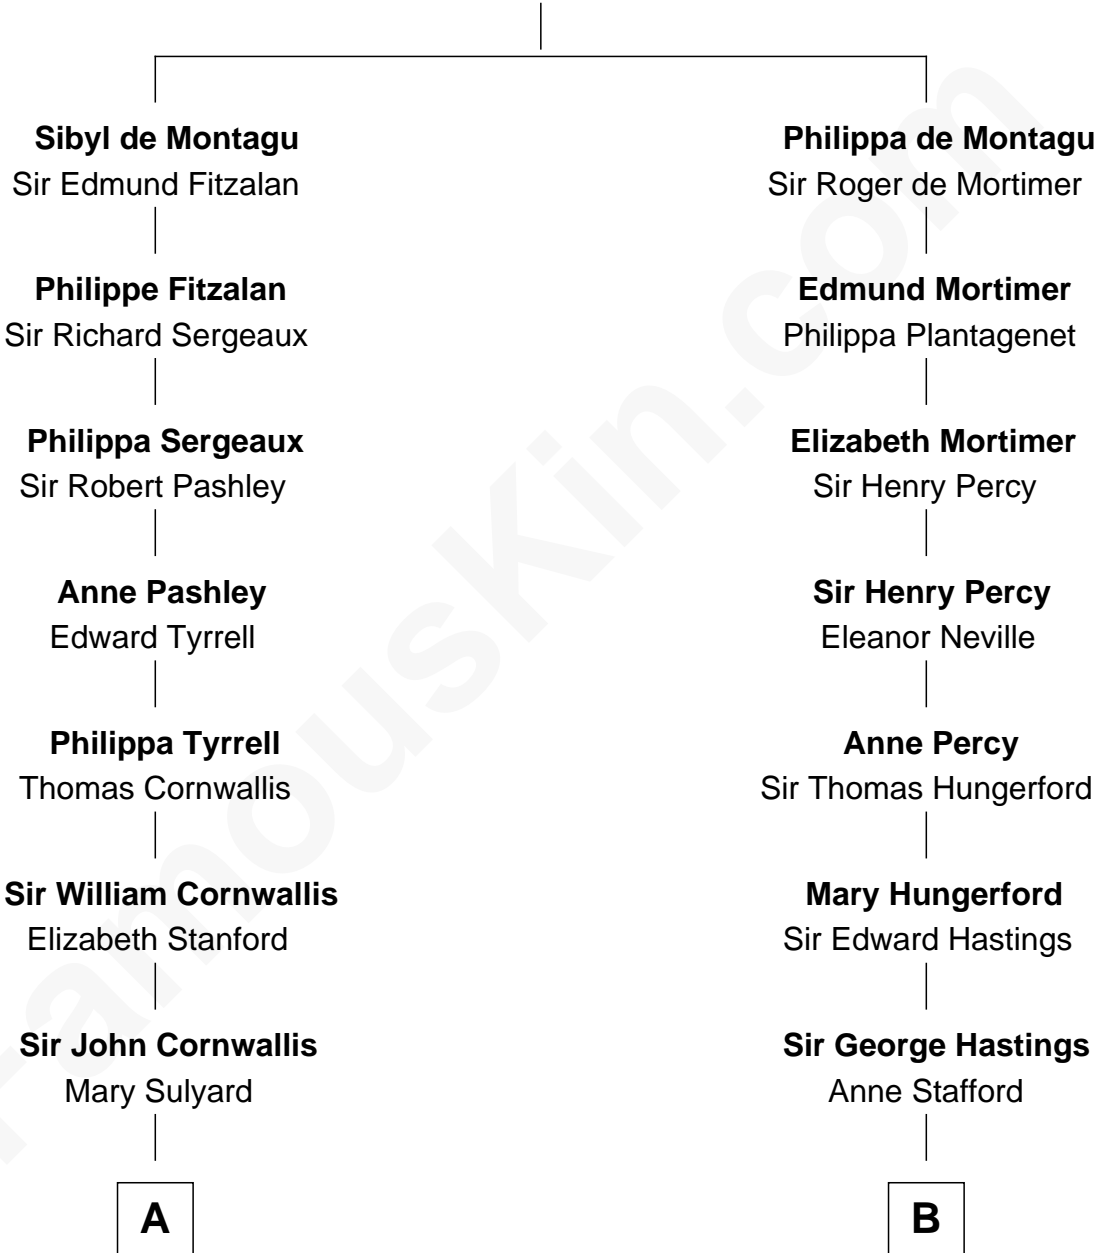 Sibyl de Montagu
Sir Edmund Fitzalan
Philippe Fitzalan
Sir Richard Sergeaux
Philippa Sergeaux
Sir Robert Pashley
Anne Pashley
Edward Tyrrell
Philippa Tyrrell
Thomas Cornwallis
Sir William Cornwallis
Elizabeth Stanford
Sir John Cornwallis
Mary Sulyard
A
Philippa de Montagu
Sir Roger de Mortimer
Edmund Mortimer
Philippa Plantagenet
Elizabeth Mortimer
Sir Henry Percy
Sir Henry Percy
Eleanor Neville
Anne Percy
Sir Thomas Hungerford
Mary Hungerford
Sir Edward Hastings
Sir George Hastings
Anne Stafford
B
FamousKin.com